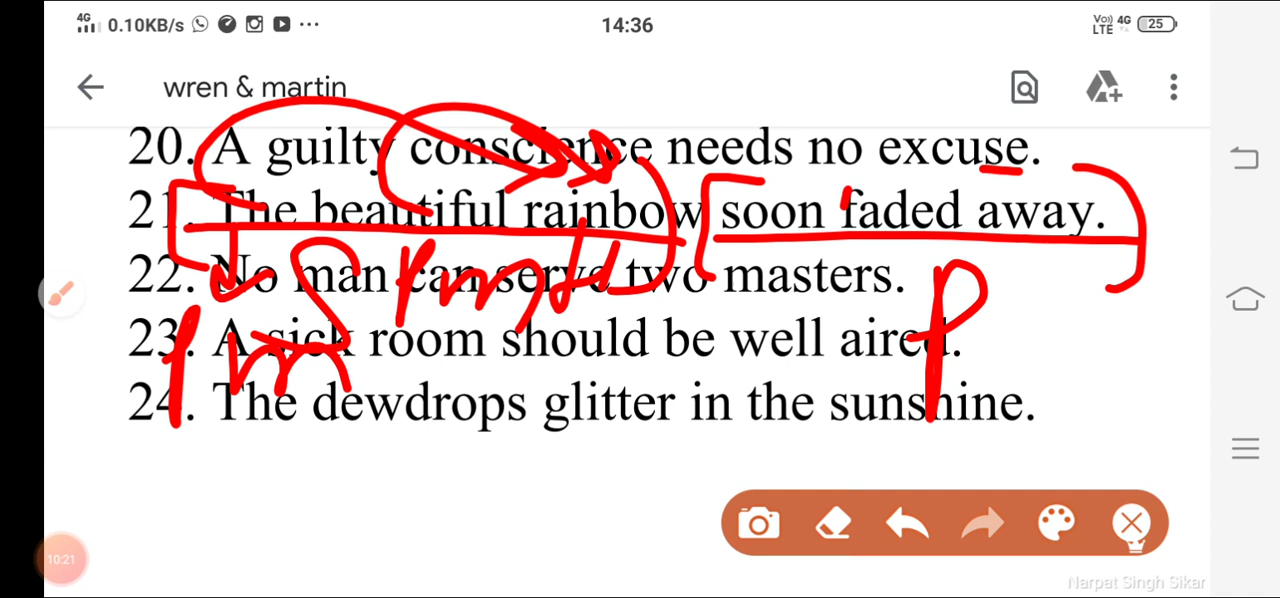 4G 0.10KB/s ... 14:36 Vo) LTE 4G 25
wren & martin
20. A guilty conscience needs no excuse.
21. The beautiful rainbow soon faded away.
22. No man can serve two masters.
23. A sick room should be well aired.
24. The dewdrops glitter in the sunshine.
S P
10:21
Narpat Singh Sikar